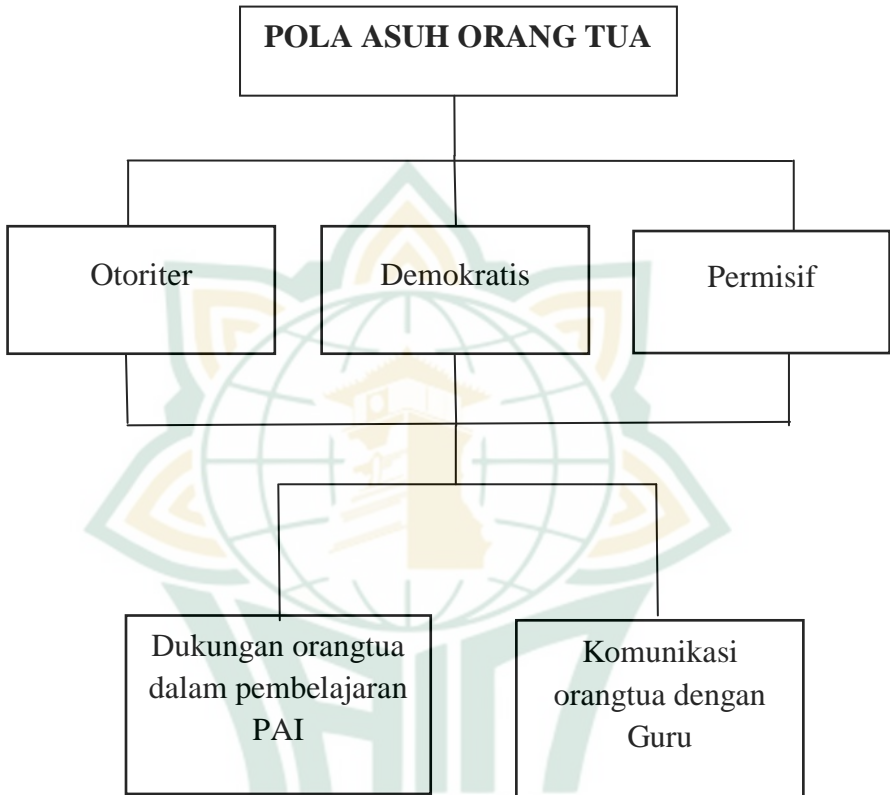 POLA ASUH ORANG TUA
Otoriter
Demokratis
Permisif
Dukungan orangtua
dalam pembelajaran
PAI
Komunikasi
orangtua dengan
Guru